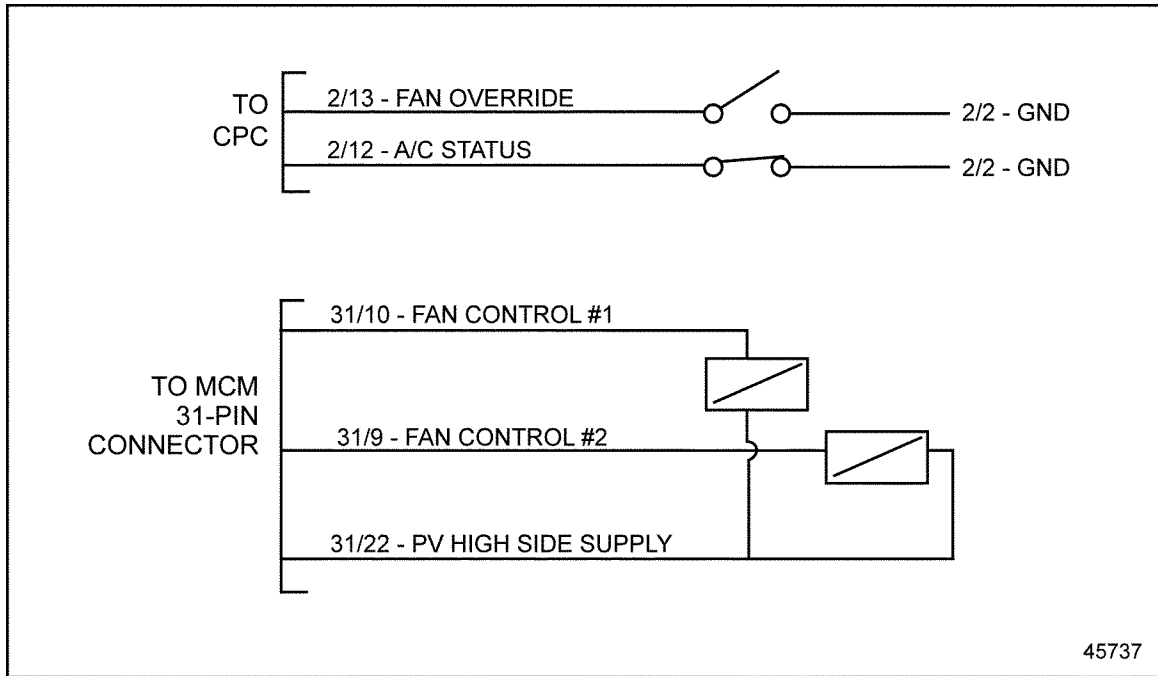 TO
CPC
2/13 - FAN OVERRIDE
2/2 - GND
2/12 - A/C STATUS
2/2 - GND
31/10 - FAN CONTROL #1
TO MCM
31-PIN
CONNECTOR
31/9 - FAN CONTROL #2
31/22 - PV HIGH SIDE SUPPLY
45737